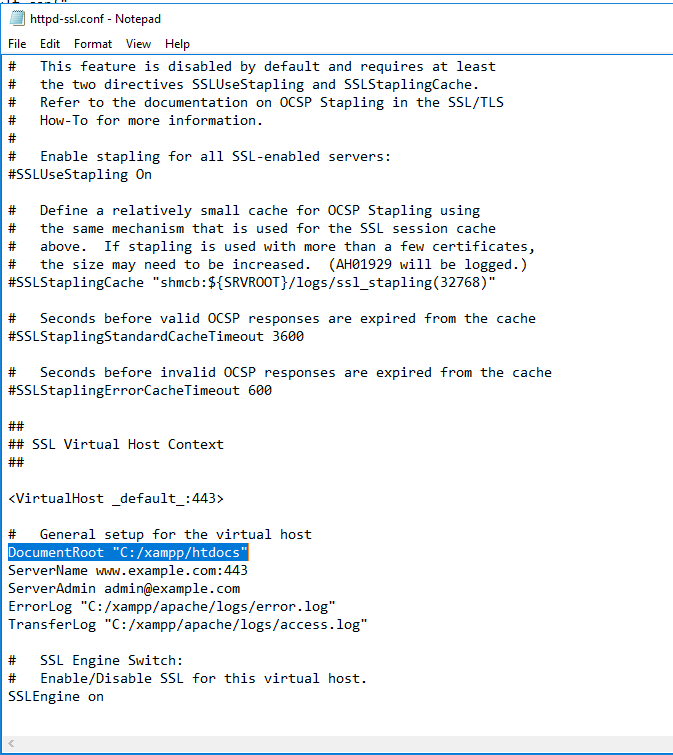 httpd-ssl.conf - Notepad
File Edit Format View Help
#   This feature is disabled by default and requires at least
#   the two directives SSLUseStapling and SSLStaplingCache.
#   Refer to the documentation on OCSP Stapling in the SSL/TLS
#   How-To for more information.
#
#   Enable stapling for all SSL-enabled servers:
#SSLUseStapling On
#   Define a relatively small cache for OCSP Stapling using
#   the same mechanism that is used for the SSL session cache
#   above.  If stapling is used with more than a few certificates,
#   the size may need to be increased.  (AH01929 will be logged.)
#SSLStaplingCache "shmcb:${SRVROOT}/logs/ssl_stapling(32768)"
#   Seconds before valid OCSP responses are expired from the cache
#SSLStaplingStandardCacheTimeout 3600
#   Seconds before invalid OCSP responses are expired from the cache
#SSLStaplingErrorCacheTimeout 600
##
## SSL Virtual Host Context
##
<VirtualHost _default_:443>
#   General setup for the virtual host
DocumentRoot "C:/xampp/htdocs"
ServerName www.example.com:443
ServerAdmin admin@example.com
ErrorLog "C:/xampp/apache/logs/error.log"
TransferLog "C:/xampp/apache/logs/access.log"
#   SSL Engine Switch:
#   Enable/Disable SSL for this virtual host.
SSLEngine on